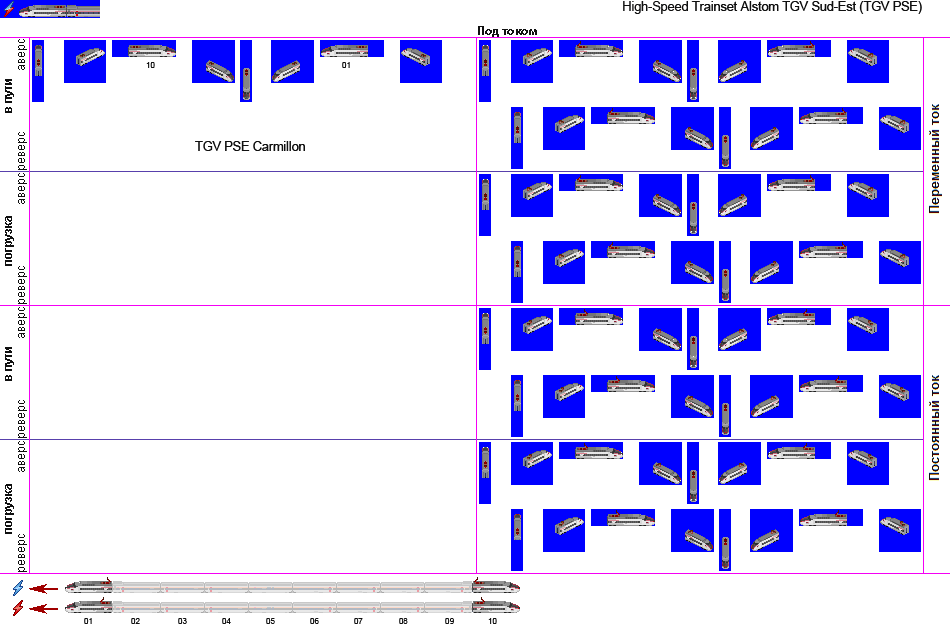 High-Speed Trainset Alstom TGV Sud-Est (TGV PSE)
Под током
аверс
в пути
реверс
10
01
TGV PSE Carmillon
Переменный ток
аверс
погрузка
реверс
аверс
в пути
реверс
Постоянный ток
аверс
погрузка
реверс
01 02 03 04 05 06 07 08 09 10